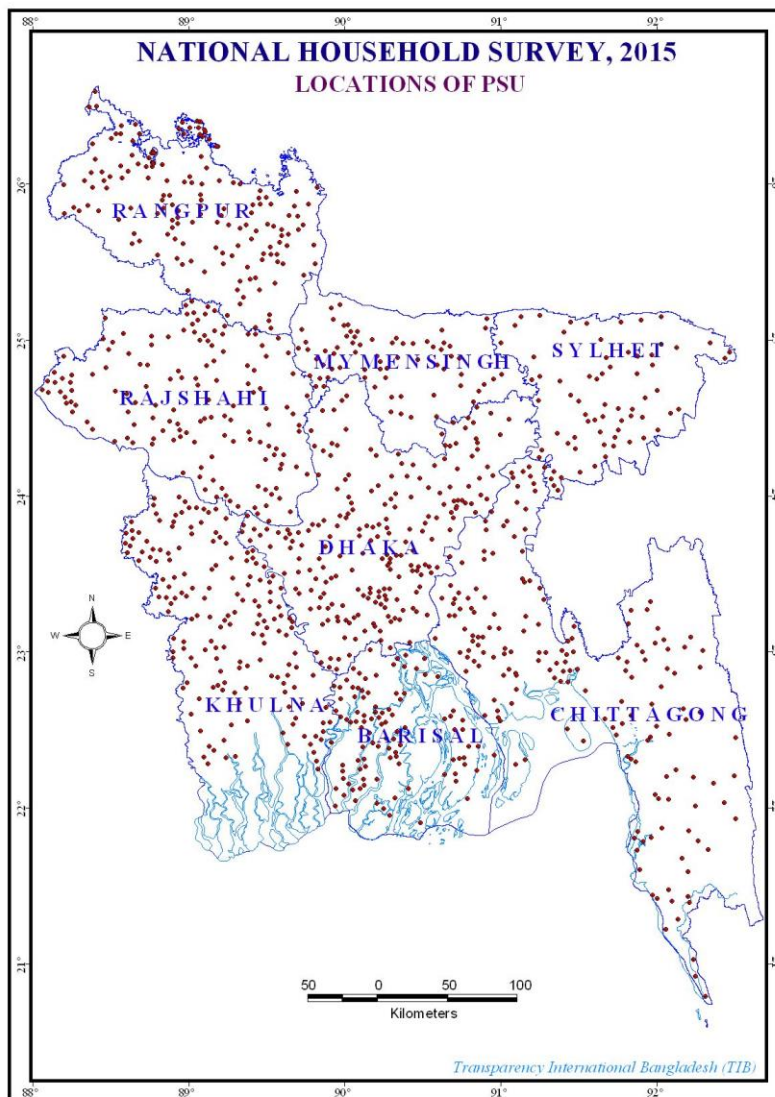 88° 89° 90° 91° 92°
NATIONAL HOUSEHOLD SURVEY, 2015
LOCATIONS OF PSU
26°
RANGPUR
25°
MYMENSINGH
SYLHET
RAJSHAHI
24°
DHAKA
N
W E
S
23°
KHULNA
CHITTAGONG
BARISAL
22°
21°
50 0 50 100
Kilometers
Transparency International Bangladesh (TIB)
88° 89° 90° 91° 92°